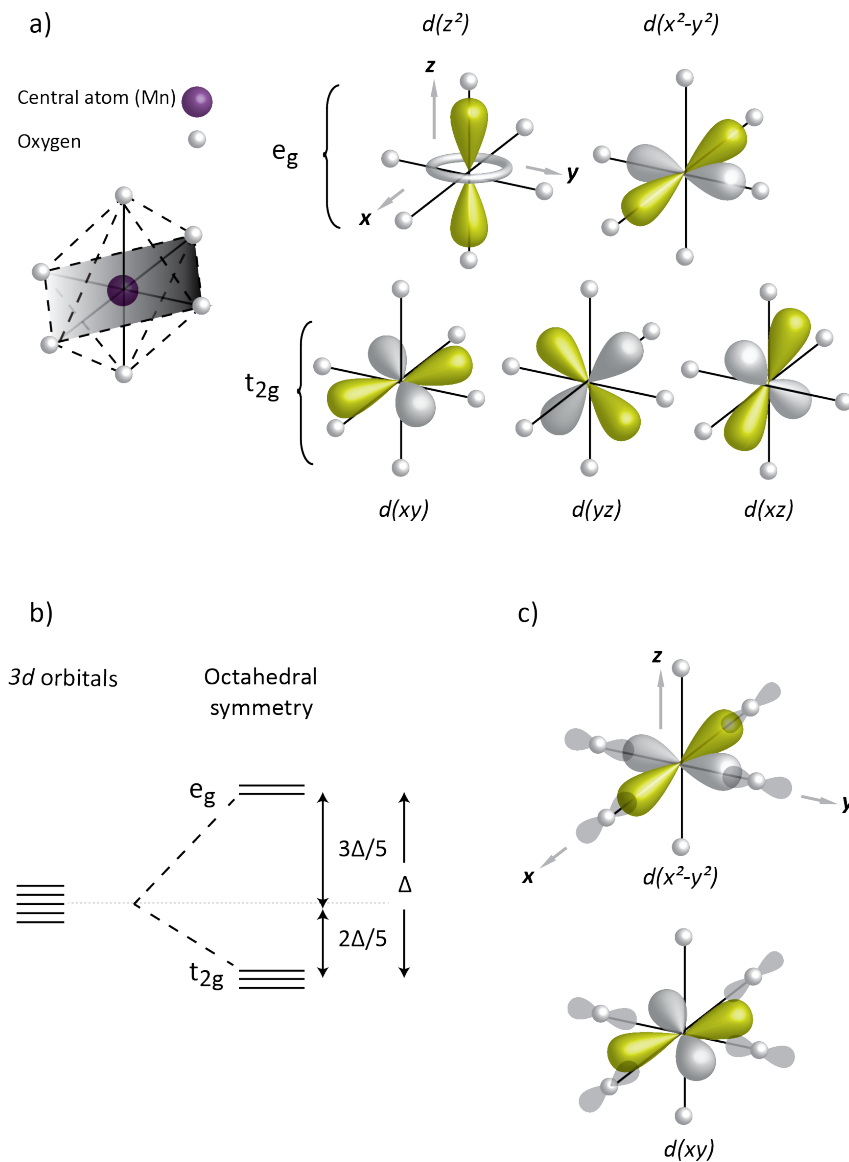 a)
d(z²)
d(x²-y²)
Central atom (Mn)
Oxygen
z
y
x
e_g
t_2g
d(xy)
d(yz)
d(xz)
b)
c)
3d orbitals
Octahedral
symmetry
e_g
3Δ/5
Δ
2Δ/5
t_2g
z
y
x
d(x²-y²)
d(xy)